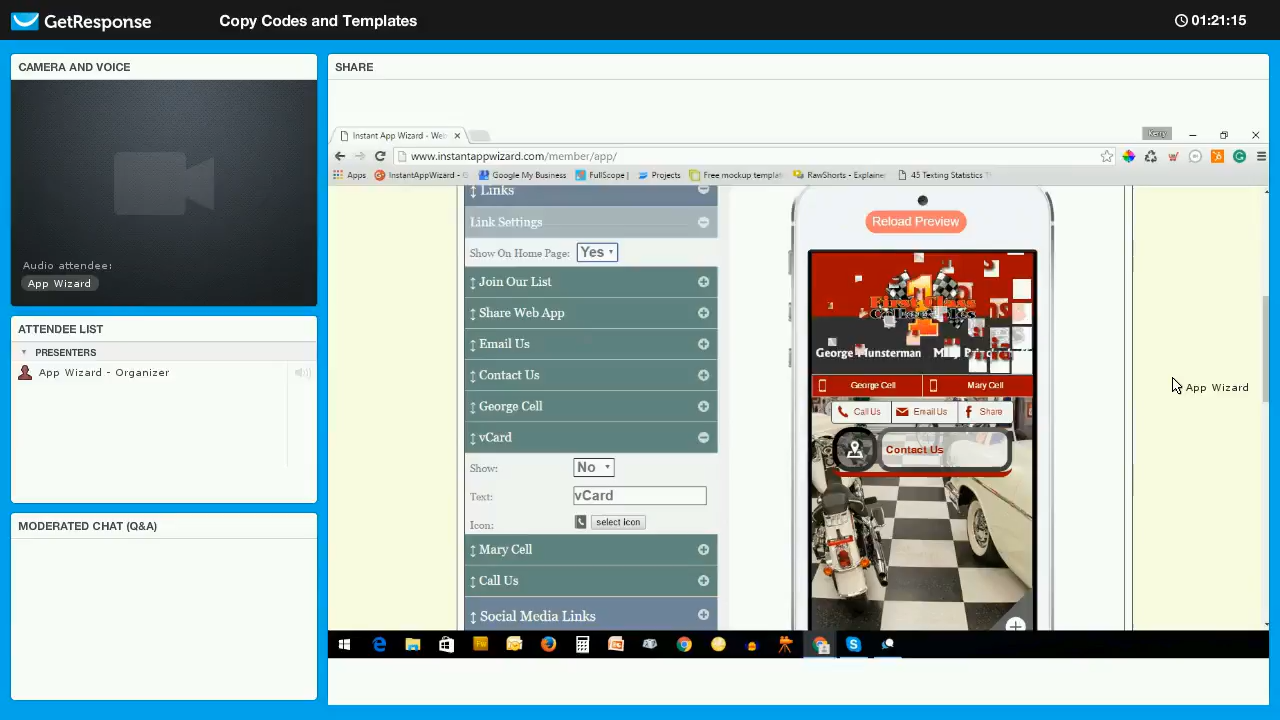 GetResponse
Copy Codes and Templates
01:21:15
CAMERA AND VOICE
Audio attendee:
App Wizard
ATTENDEE LIST
PRESENTERS
App Wizard - Organizer
MODERATED CHAT (Q&A)
SHARE
Instant App Wizard - We
Kerry
www.instantappwizard.com/member/app/
Apps
InstantAppWizard - G
Google My Business
FullScope |
Projects
Free mockup templat
RawShorts - Explaine
45 Texting Statistics T
Links
Link Settings
Show On Home Page: Yes
Join Our List
Share Web App
Email Us
Contact Us
George Cell
vCard
Show: No
Text: vCard
Icon: select icon
Mary Cell
Call Us
Social Media Links
Reload Preview
1
First Class
George Munsterman
George Cell
Mary Cell
Call Us
Email Us
Share
Contact Us
App Wizard